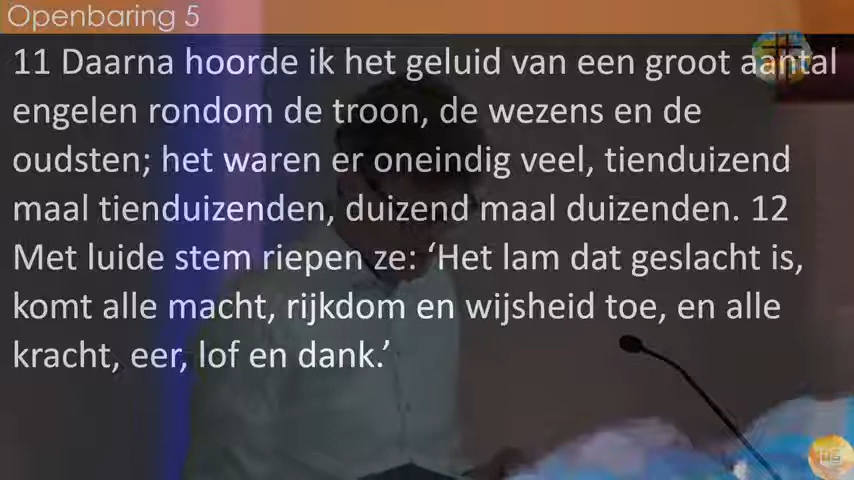 Openbaring 5
11 Daarna hoorde ik het geluid van een groot aantal
engelen rondom de troon, de wezens en de
oudsten; het waren er oneindig veel, tienduizend
maal tienduizenden, duizend maal duizenden. 12
Met luide stem riepen ze: ‘Het lam dat geslacht is,
komt alle macht, rijkdom en wijsheid toe, en alle
kracht, eer, lof en dank.’